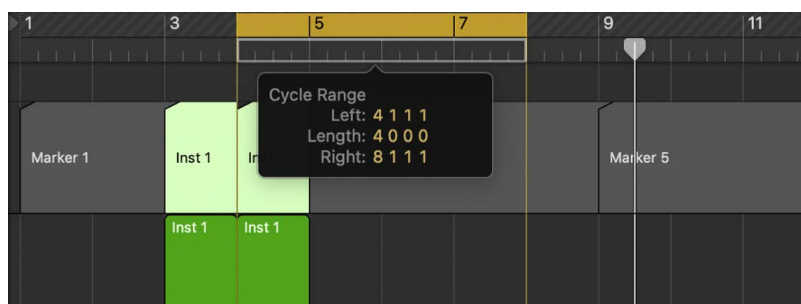 1 3 5 7 9 11
Cycle Range
Left: 4 1 1 1
Length: 4 0 0 0
Right: 8 1 1 1
Marker 1
Inst 1
Marker 5
Inst 1
Inst 1